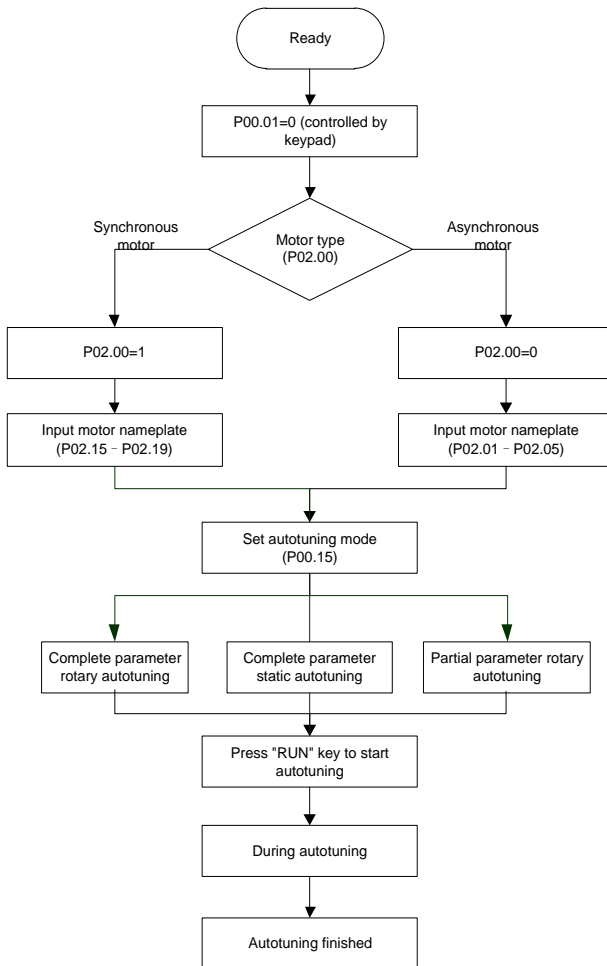 Ready
P00.01=0 (controlled by
keypad)
Synchronous
motor
Motor type
(P02.00)
Asynchronous
motor
P02.00=1
P02.00=0
Input motor nameplate
(P02.15–P02.19)
Input motor nameplate
(P02.01–P02.05)
Set autotuning mode
(P00.15)
Complete parameter
rotary autotuning
Complete parameter
static autotuning
Partial parameter rotary
autotuning
Press "RUN" key to start
autotuning
During autotuning
Autotuning finished